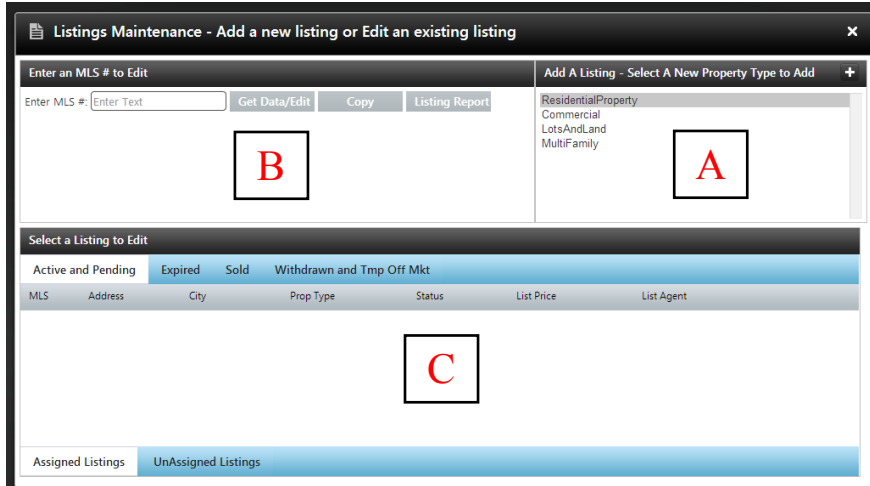 Listings Maintenance - Add a new listing or Edit an existing listing
Enter an MLS # to Edit
Enter MLS #: Enter Text Get Data/Edit Copy Listing Report
B
Add A Listing - Select A New Property Type to Add +
ResidentialProperty
Commercial
LotsAndLand
MultiFamily
A
Select a Listing to Edit
Active and Pending Expired Sold Withdrawn and Tmp Off Mkt
MLS Address City Prop Type Status List Price List Agent
C
Assigned Listings UnAssigned Listings